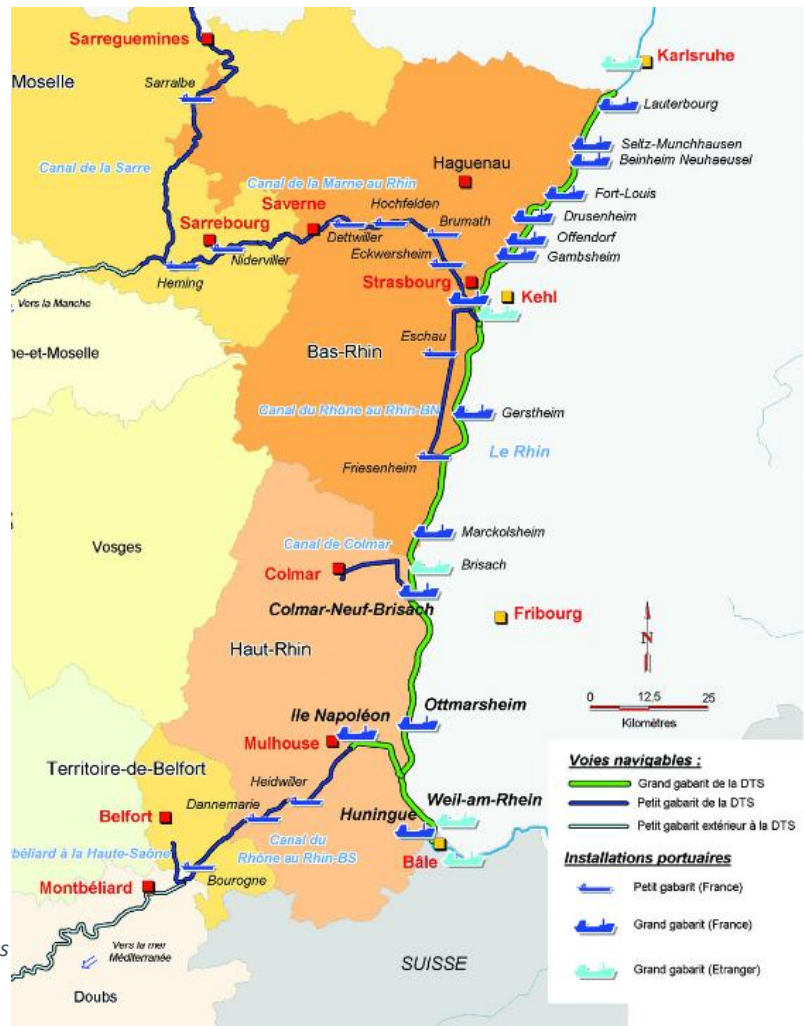 Sarreguemines
Karlsruhe
Moselle
Sarralbe
Lauterbourg
Seltz-Munchhausen
Beinheim Neuhaeusel
Canal de la Sarre
Haguenau
Canal de la Marne au Rhin
Fort-Louis
Hochfelden
Saverne
Drusenheim
Brumath
Sarrebourg
Offendorf
Dettwiller
Gambsheim
Eckwersheim
Niderviller
Heming
Strasbourg
Kehl
Vers la Manche
Eschau
ne-et-Moselle
Bas-Rhin
Canal du Rhône au Rhin-BN
Gerstheim
Le Rhin
Friesenheim
Marckolsheim
Vosges
Canal de Colmar
Brisach
Colmar
Colmar-Neuf-Brisach
Fribourg
N
Haut-Rhin
0 12,5 25
Kilomètres
Ile Napoléon
Ottmarsheim
Mulhouse
Voies navigables :
Territoire-de-Belfort
Grand gabarit de la DTS
Heidwiller
Petit gabarit de la DTS
Dannemarie
Weil-am-Rhein
Belfort
Huningue
Petit gabarit extérieur à la DTS
Canal du
Rhône au Rhin-BS
béliard à la Haute-Saône
Bâle
Installations portuaires
Bourogne
Montbéliard
Petit gabarit (France)
Grand gabarit (France)
s
Vers la mer
Méditerranée
SUISSE
Grand gabarit (Etranger)
Doubs